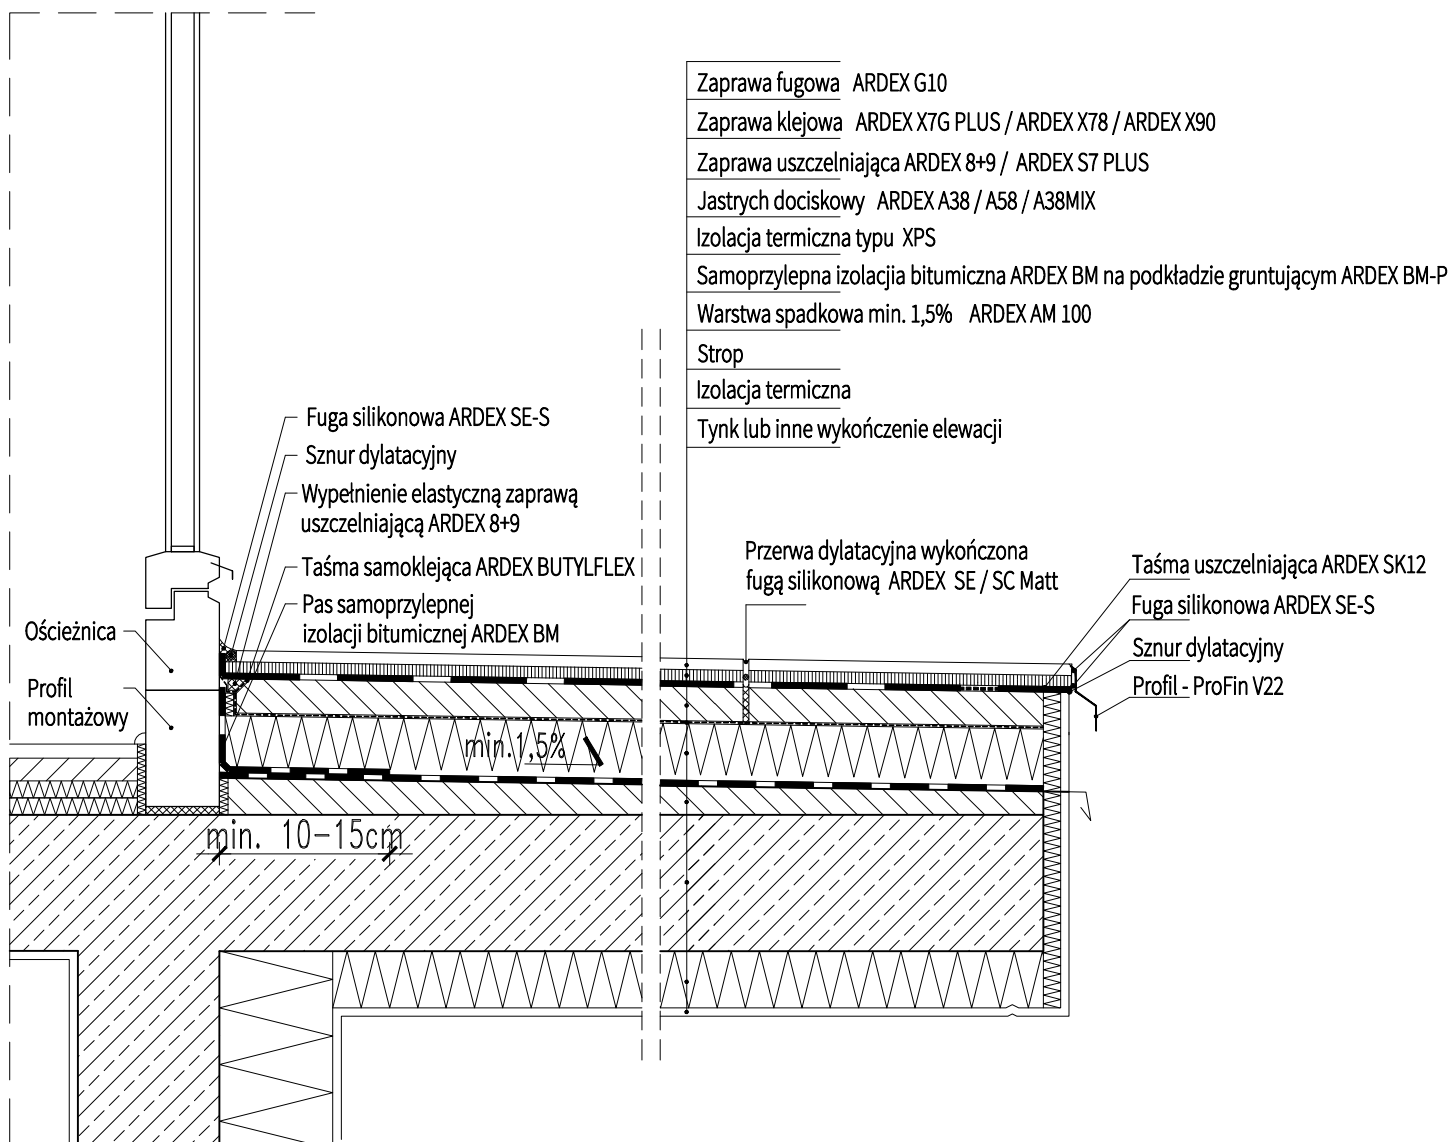 Zaprawa fugowa ARDEX G10
Zaprawa klejowa ARDEX X7G PLUS / ARDEX X78 / ARDEX X90
Zaprawa uszczelniająca ARDEX 8+9 / ARDEX S7 PLUS
Jastrych dociskowy ARDEX A38 / A58 / A38MIX
Izolacja termiczna typu XPS
Samoprzylepna izolacjia bitumiczna ARDEX BM na podkładzie gruntującym ARDEX BM-P
Warstwa spadkowa min. 1,5% ARDEX AM 100
Strop
Izolacja termiczna
Tynk lub inne wykończenie elewacji
Fuga silikonowa ARDEX SE-S
Sznur dylatacyjny
Wypełnienie elastyczną zaprawą
uszczelniającą ARDEX 8+9
Taśma samoklejąca ARDEX BUTYLFLEX
Pas samoprzylepnej
izolacji bitumicznej ARDEX BM
Ościeżnica
Profil
montażowy
Przerwa dylatacyjna wykończona
fugą silikonową ARDEX SE / SC Matt
Taśma uszczelniająca ARDEX SK12
Fuga silikonowa ARDEX SE-S
Sznur dylatacyjny
Profil - ProFin V22
min.1,5%
min. 10-15cm